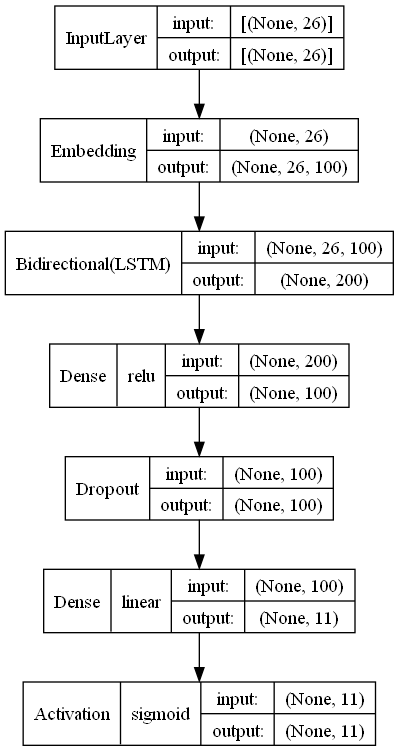 InputLayer input: [(None, 26)]
output: [(None, 26)]
Embedding input: (None, 26)
output: (None, 26, 100)
Bidirectional(LSTM) input: (None, 26, 100)
output: (None, 200)
Dense relu input: (None, 200)
output: (None, 100)
Dropout input: (None, 100)
output: (None, 100)
Dense linear input: (None, 100)
output: (None, 11)
Activation sigmoid input: (None, 11)
output: (None, 11)